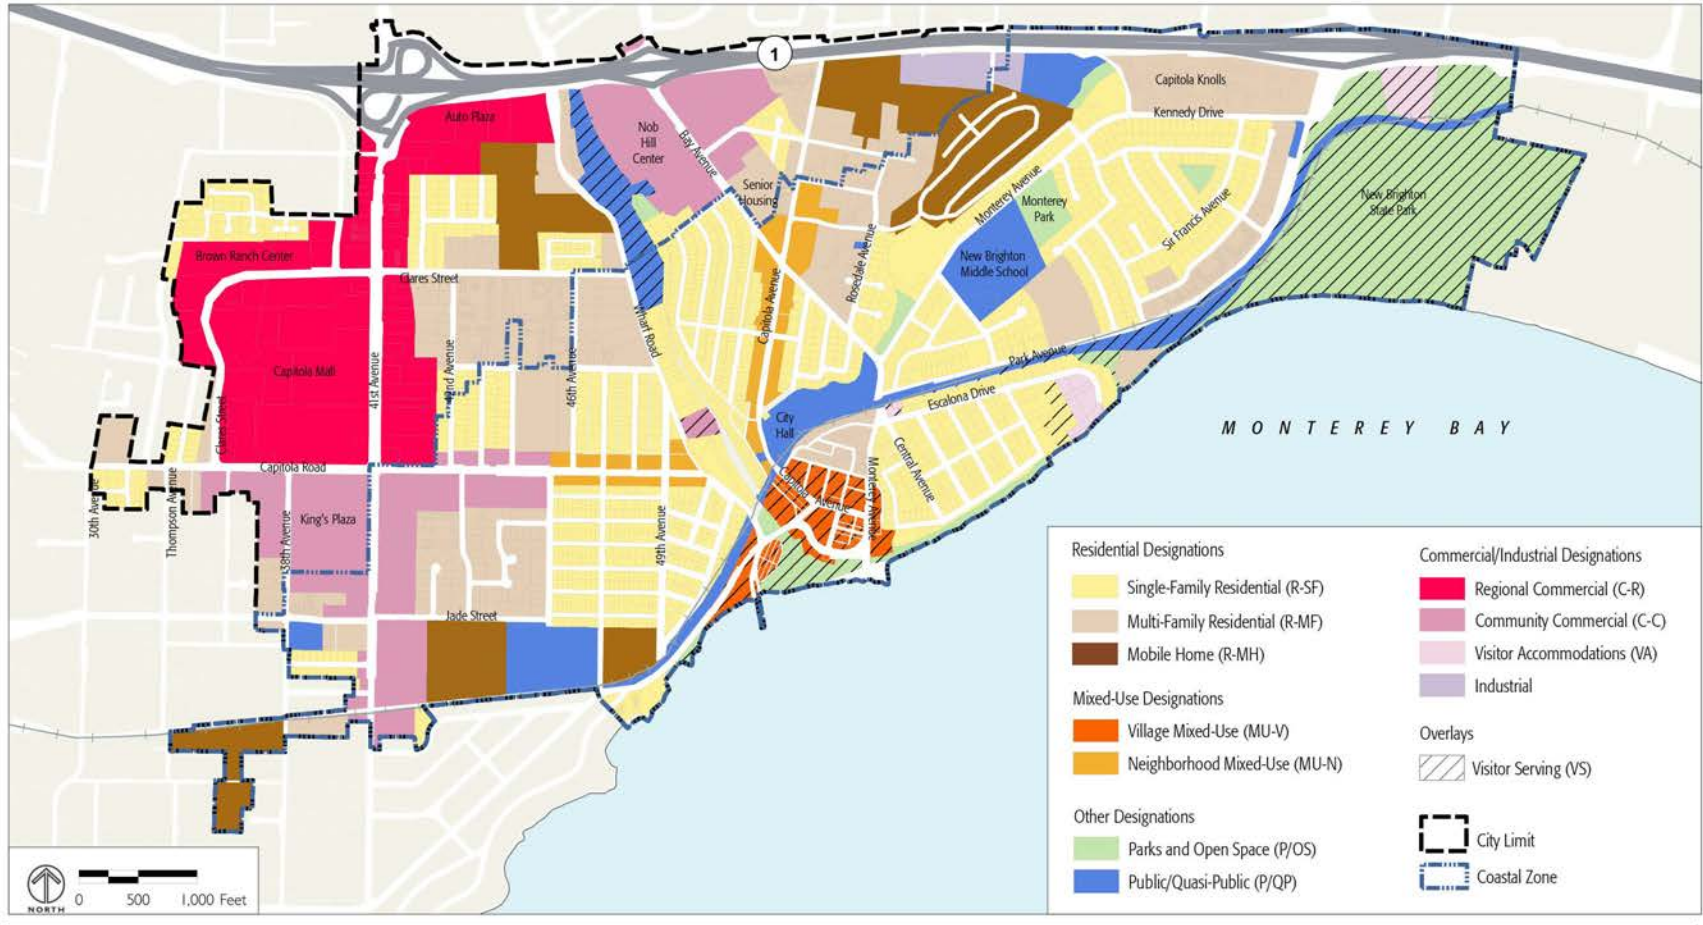 1
Capitola Knolls
Kennedy Drive
Auto Plaza
Nob
Hill
Center
Bay Avenue
Senior
Housing
Monterey Avenue
Monterey
Park
New Brighton
State Park
Sir Francis Avenue
Brown Ranch Center
Clares Street
New Brighton
Middle School
Rosedale Avenue
Capitola Avenue
Wharf Road
Park Avenue
Capitola Mall
41st Avenue
42nd Avenue
46th Avenue
Escalona Drive
Clares Street
City
Hall
Central Avenue
MONTEREY BAY
Capitola Road
30th Avenue
Thompson Avenue
38th Avenue
King's Plaza
Capitola Avenue
Monterey Avenue
49th Avenue
Jade Street
Residential Designations
Single-Family Residential (R-SF)
Multi-Family Residential (R-MF)
Mobile Home (R-MH)
Mixed-Use Designations
Village Mixed-Use (MU-V)
Neighborhood Mixed-Use (MU-N)
Other Designations
Parks and Open Space (P/OS)
Public/Quasi-Public (P/QP)
Commercial/Industrial Designations
Regional Commercial (C-R)
Community Commercial (C-C)
Visitor Accommodations (VA)
Industrial
Overlays
Visitor Serving (VS)
City Limit
Coastal Zone
NORTH
0 500 1,000 Feet